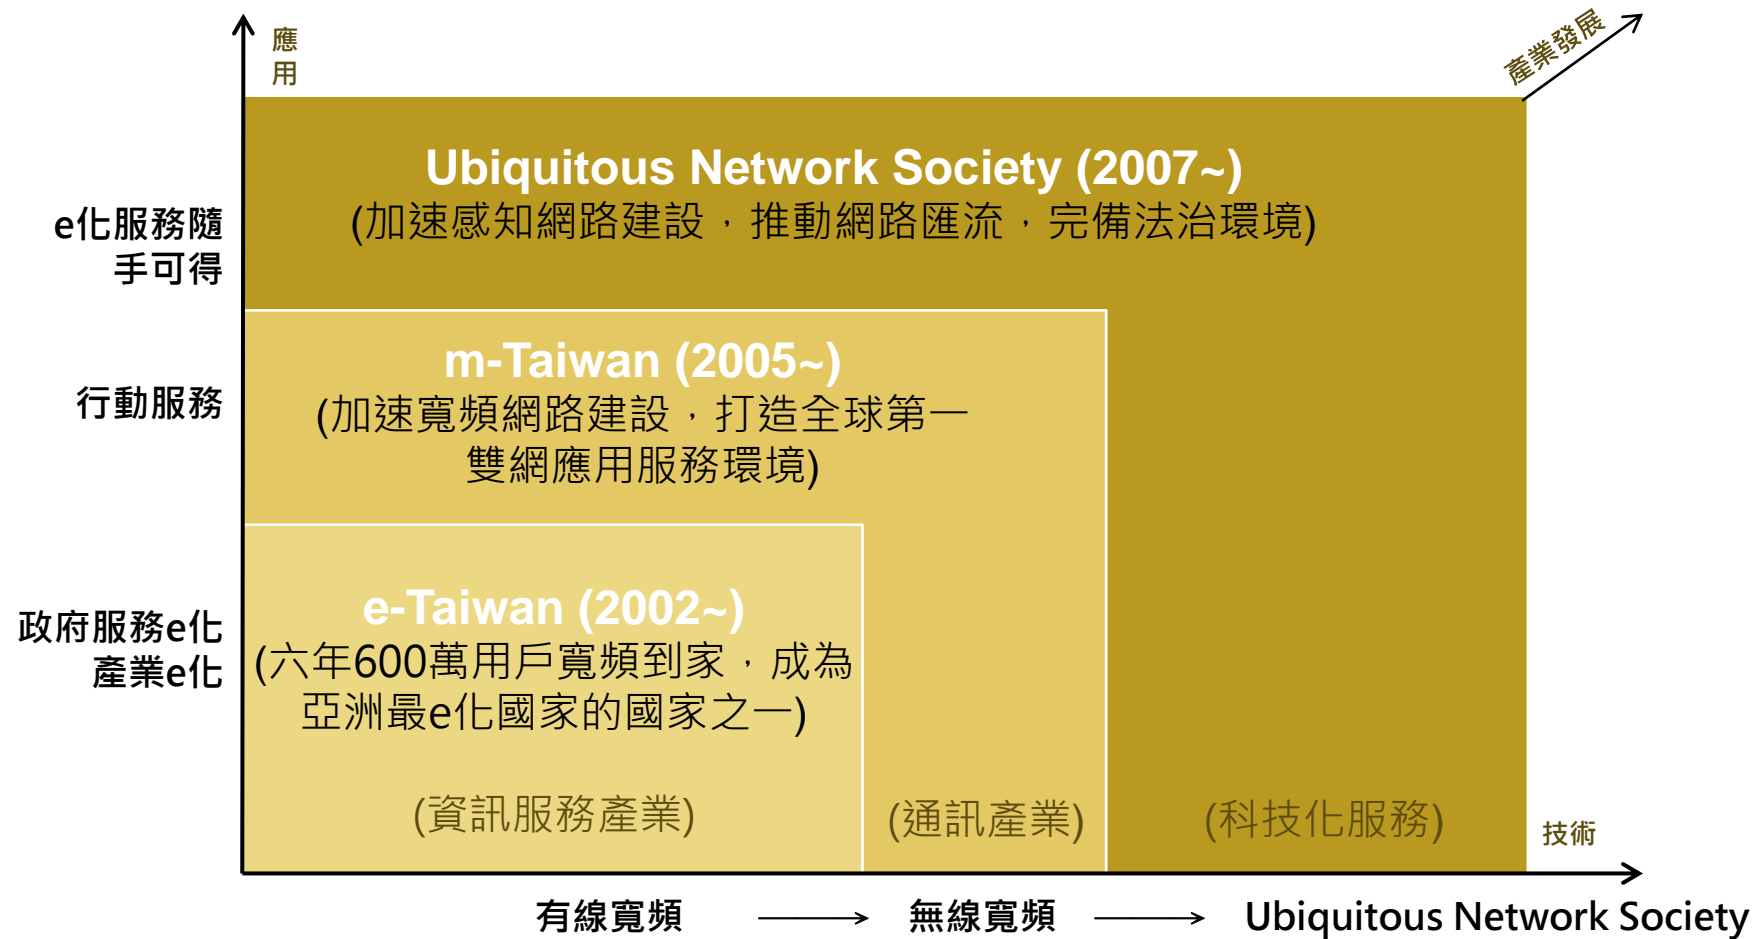 應
用
產業發展
Ubiquitous Network Society (2007~)
(加速感知網路建設，推動網路匯流，完備法治環境)
e化服務隨
手可得
m-Taiwan (2005~)
(加速寬頻網路建設，打造全球第一
雙網應用服務環境)
行動服務
e-Taiwan (2002~)
(六年600萬用戶寬頻到家，成為
亞洲最e化國家的國家之一)
政府服務e化
產業e化
(資訊服務產業)
(通訊產業)
(科技化服務)
技術
有線寬頻
無線寬頻
Ubiquitous Network Society